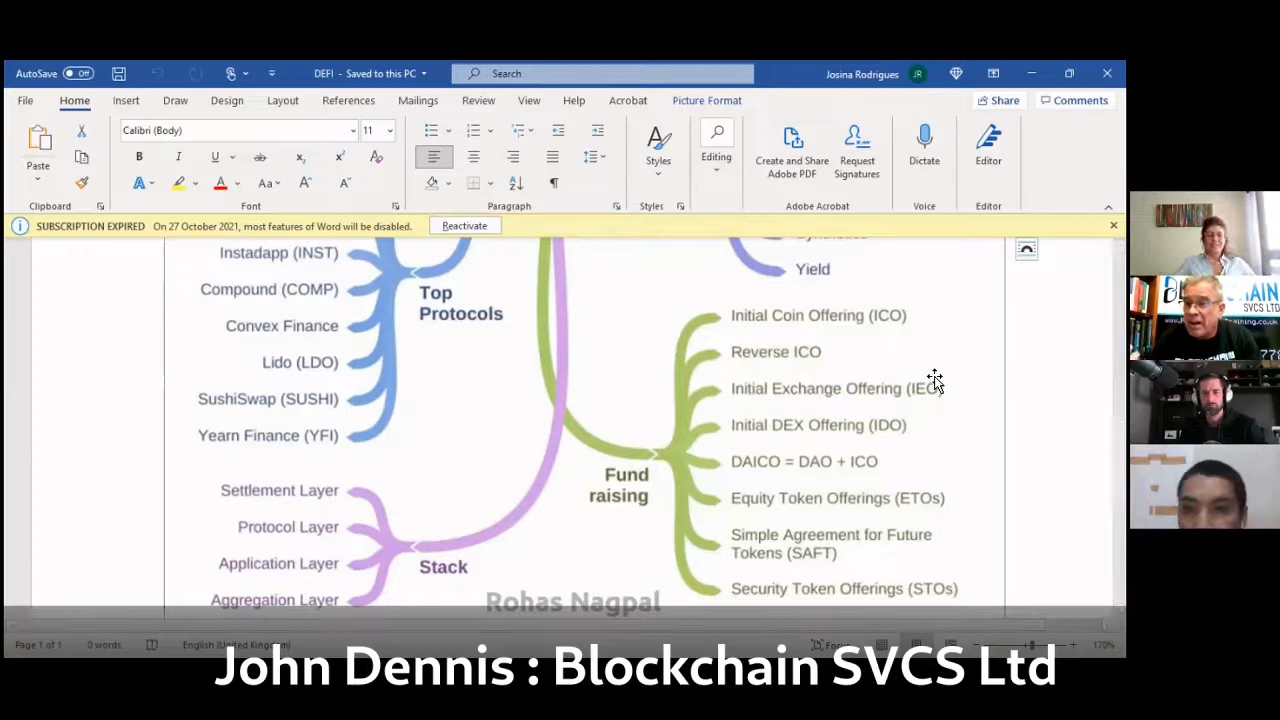 AutoSave Off DEFI - Saved to this PC Search Josina Rodrigues JR
File Home Insert Draw Design Layout References Mailings Review View Help Acrobat Picture Format Share Comments
Calibri (Body) 11
Paste
Styles
Editing
Create and Share
Adobe PDF
Request
Signatures
Dictate
Editor
Clipboard Font Paragraph Styles Adobe Acrobat Voice Editor
SUBSCRIPTION EXPIRED On 27 October 2021, most features of Word will be disabled. Reactivate
Instadapp (INST)
Compound (COMP)
Convex Finance
Lido (LDO)
SushiSwap (SUSHI)
Yearn Finance (YFI)
Top
Protocols
Settlement Layer
Protocol Layer
Application Layer
Aggregation Layer
Stack
Yield
Initial Coin Offering (ICO)
Reverse ICO
Initial Exchange Offering (IEO)
Initial DEX Offering (IDO)
DAICO = DAO + ICO
Equity Token Offerings (ETOs)
Simple Agreement for Future
Tokens (SAFT)
Security Token Offerings (STOs)
Fund
raising
Rohas Nagpal
Page 1 of 1 0 words English (United Kingdom) 170%
SVCS LTD
John Dennis : Blockchain SVCS Ltd